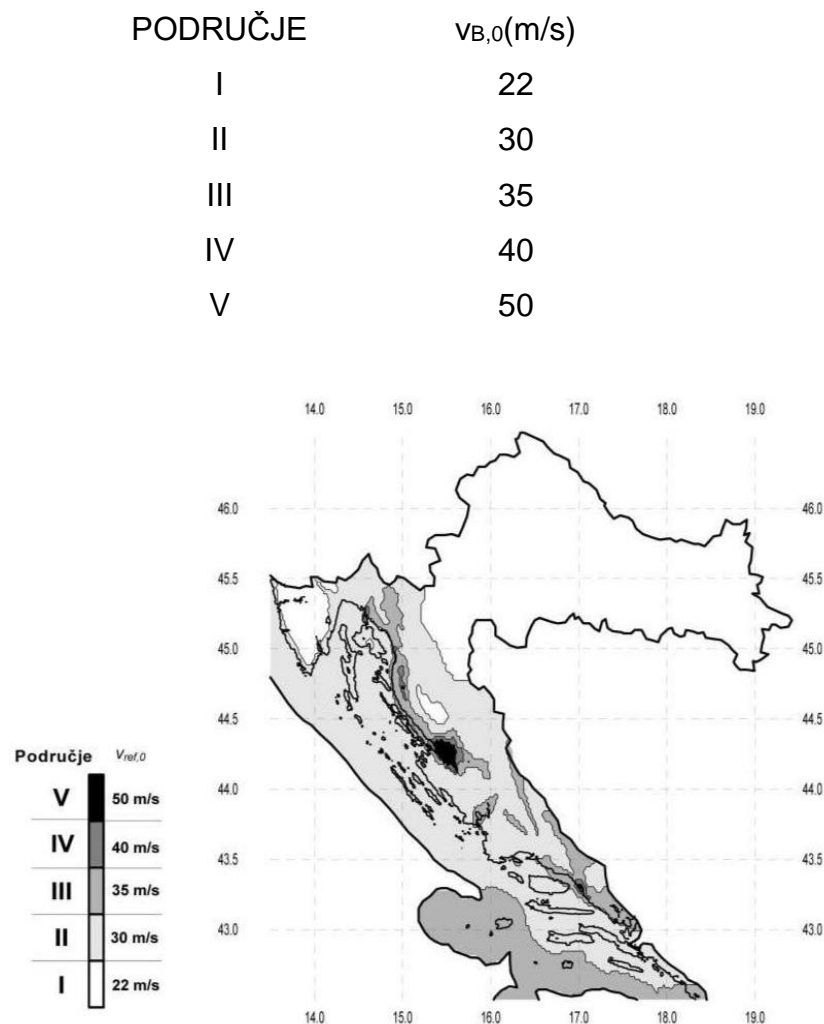 PODRUČJE vB,0(m/s)
I 22
II 30
III 35
IV 40
V 50
14.0 15.0 16.0 17.0 18.0 19.0
46.0 46.0
45.5 45.5
45.0 45.0
44.5 44.5
44.0 44.0
43.5 43.5
43.0 43.0
14.0 15.0 16.0 17.0 18.0 19.0
Područje vref,0
V 50 m/s
IV 40 m/s
III 35 m/s
II 30 m/s
I 22 m/s